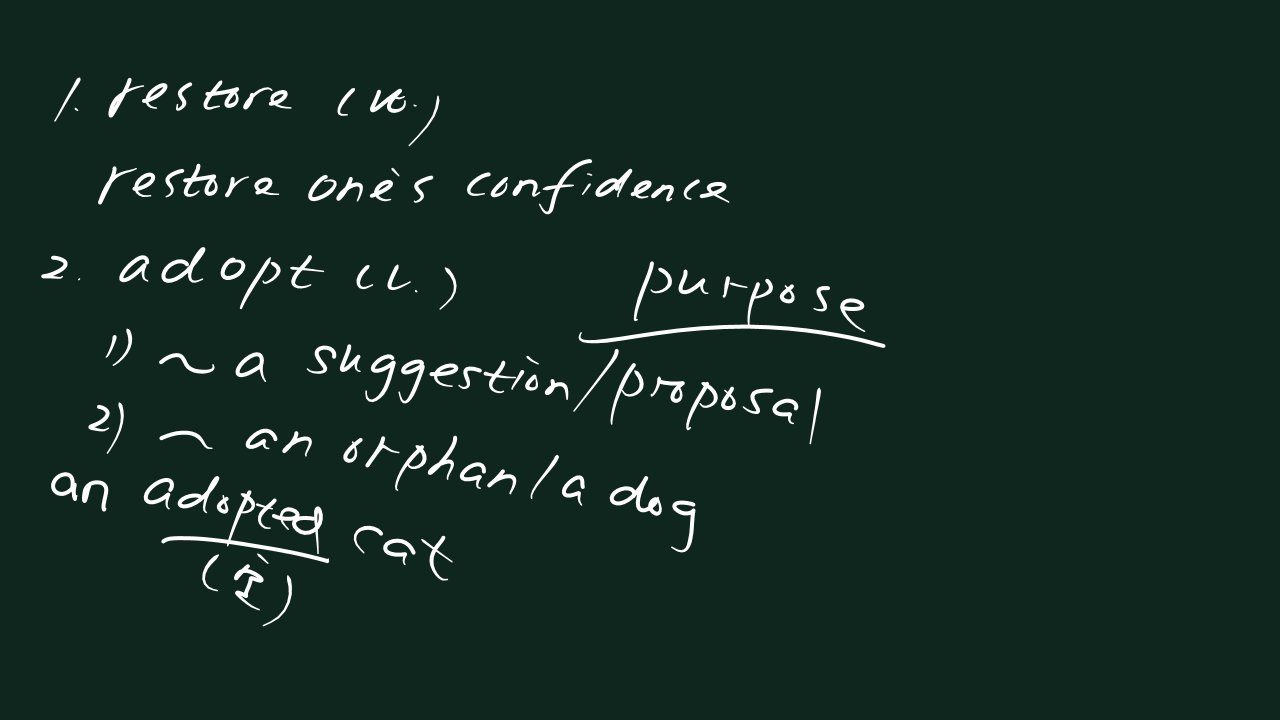 1. restore (vt.)
restore one's confidence
2. adopt (v.)
purpose
1) ~ a suggestion/proposal
2) ~ an orphan/a dog
an adopted cat